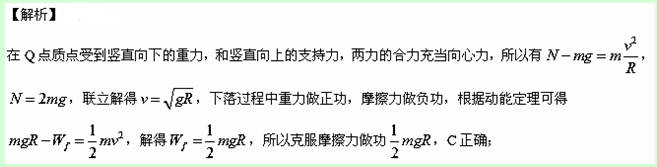 【解析】
在 Q 点质点受到竖直向下的重力，和竖直向上的支持力，两力的合力充当向心力，所以有 $N-mg=m\frac{v^2}{R}$，
$N=2mg$，联立解得 $v=\sqrt{gR}$，下落过程中重力做正功，摩擦力做负功，根据动能定理可得
$mgR-W_f=\frac{1}{2}mv^2$，解得 $W_f=\frac{1}{2}mgR$，所以克服摩擦力做功 $\frac{1}{2}mgR$，C 正确；